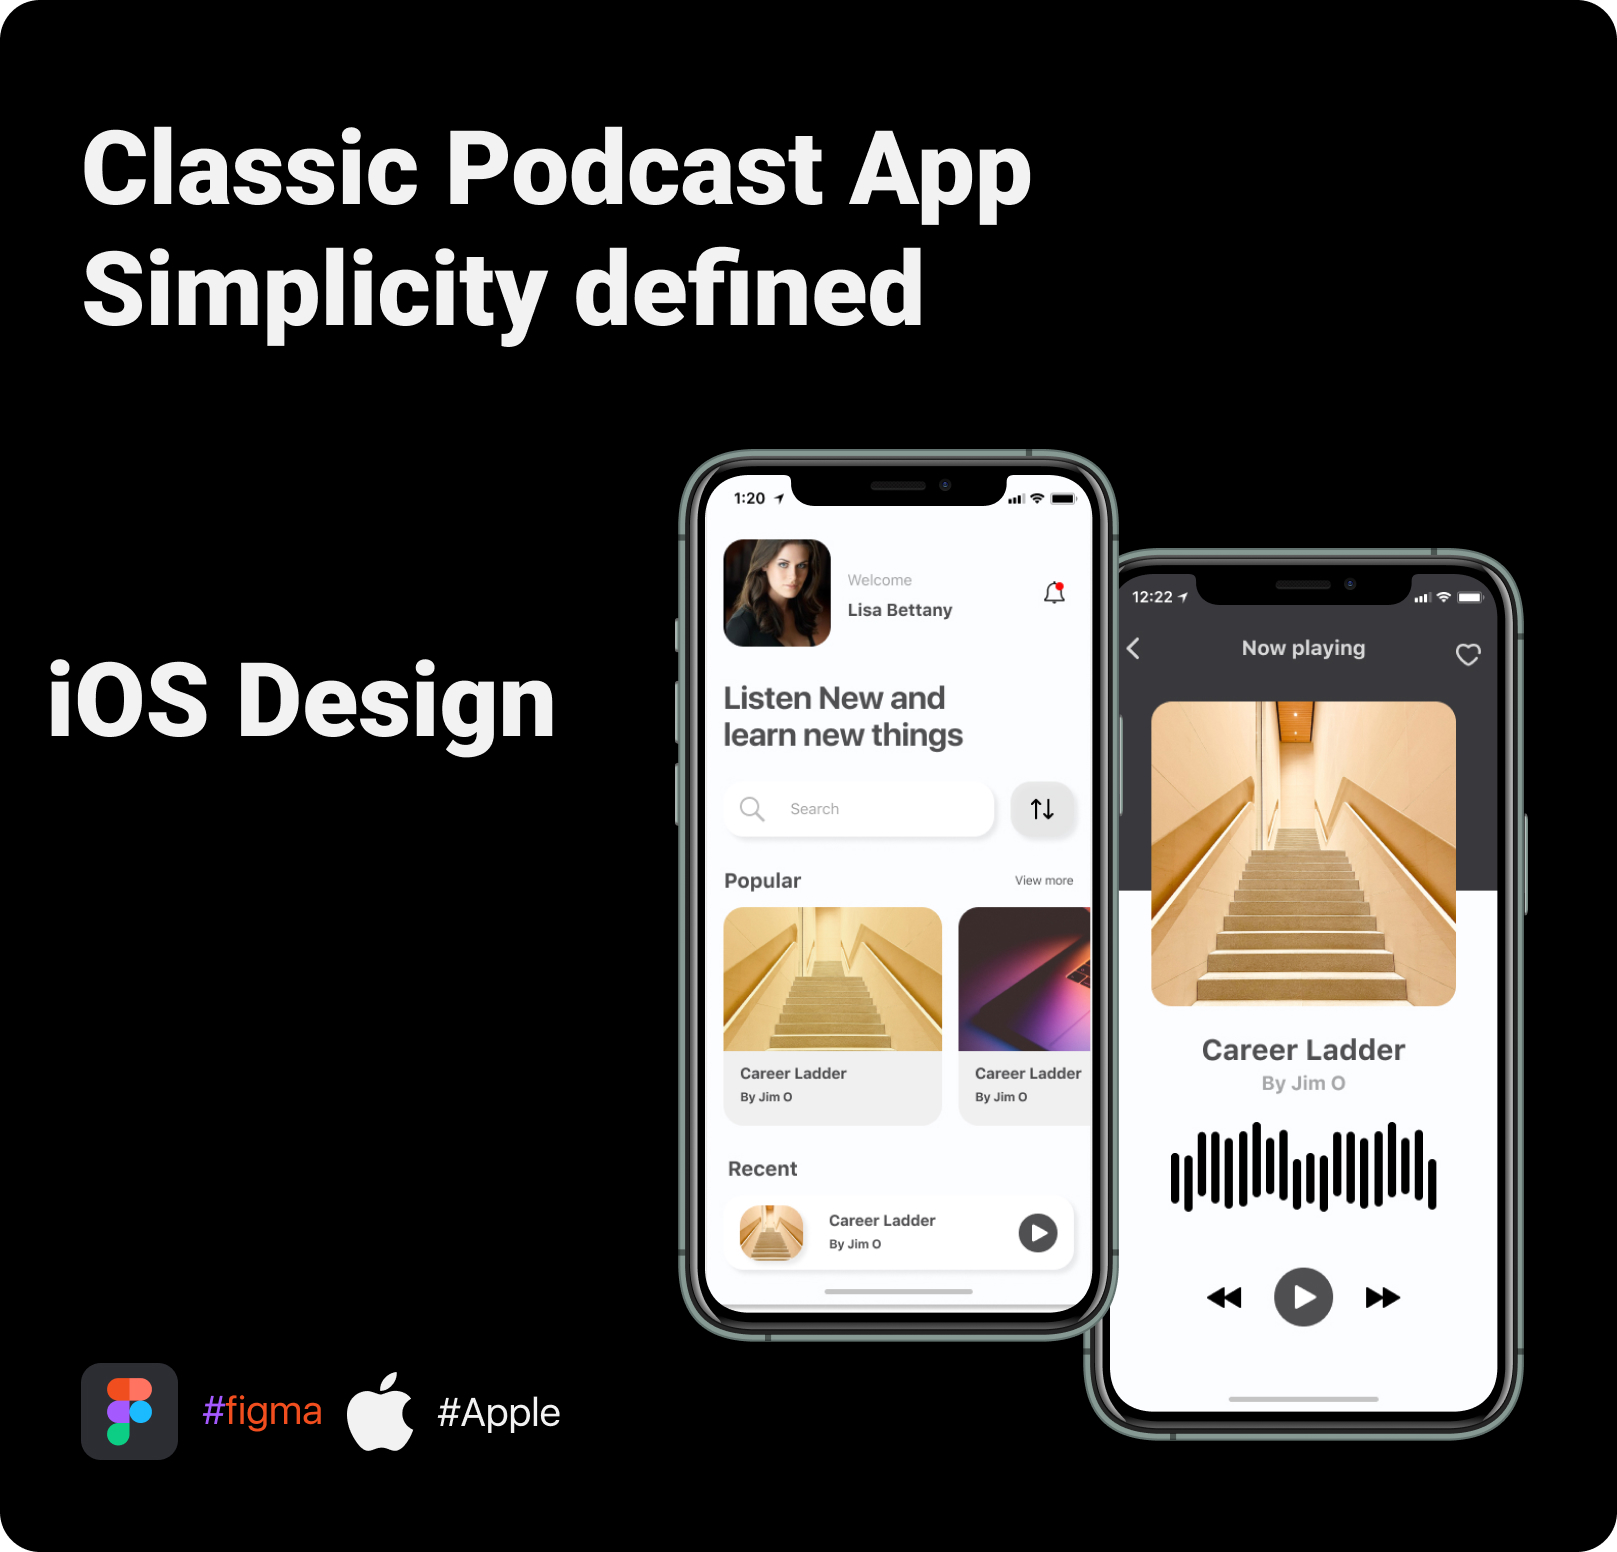 Classic Podcast App
Simplicity defined
iOS Design
1:20
Welcome
Lisa Bettany
Listen New and
learn new things
Search
Popular
View more
Career Ladder
By Jim O
Career Ladder
By Jim O
Recent
Career Ladder
By Jim O
12:22
Now playing
Career Ladder
By Jim O
#figma
#Apple